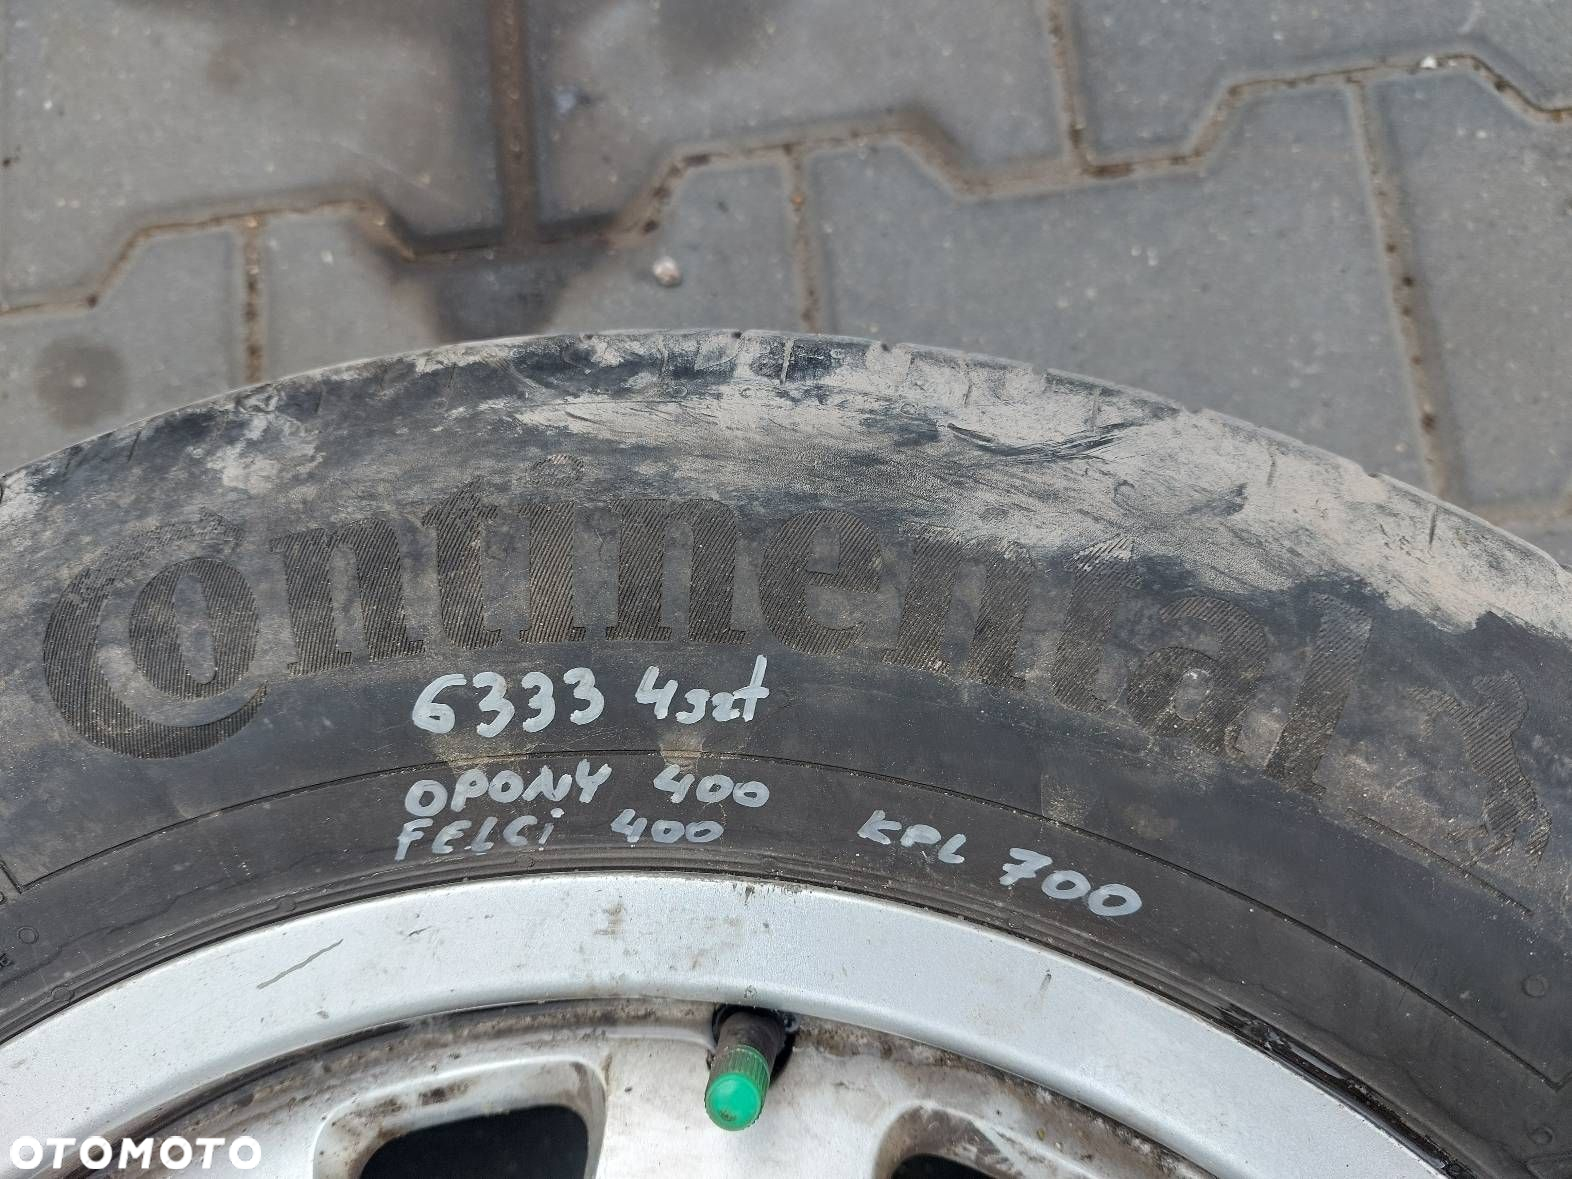 Continental
6333 4szt
OPONY 400
FELGI 400
KPL 700
OTOMOTO